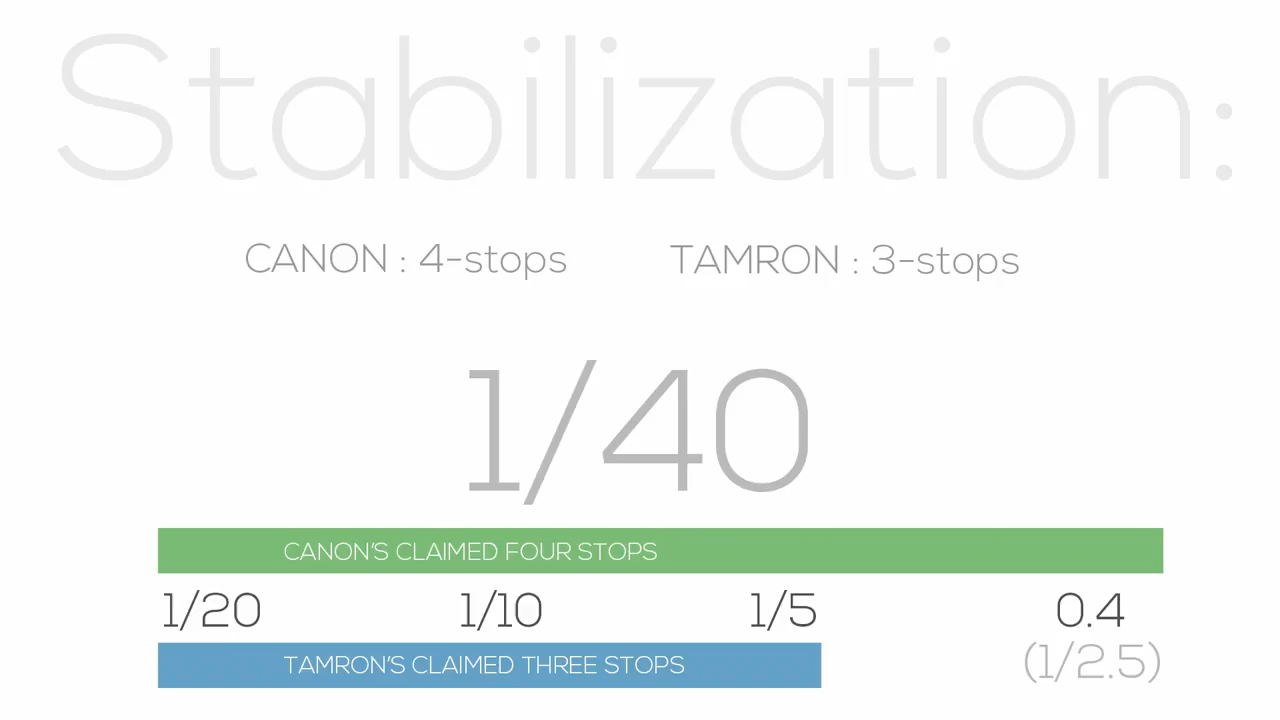 Stabilization:
CANON : 4-stops TAMRON : 3-stops
1/40
CANON'S CLAIMED FOUR STOPS
1/20 1/10 1/5 0.4
(1/2.5)
TAMRON'S CLAIMED THREE STOPS